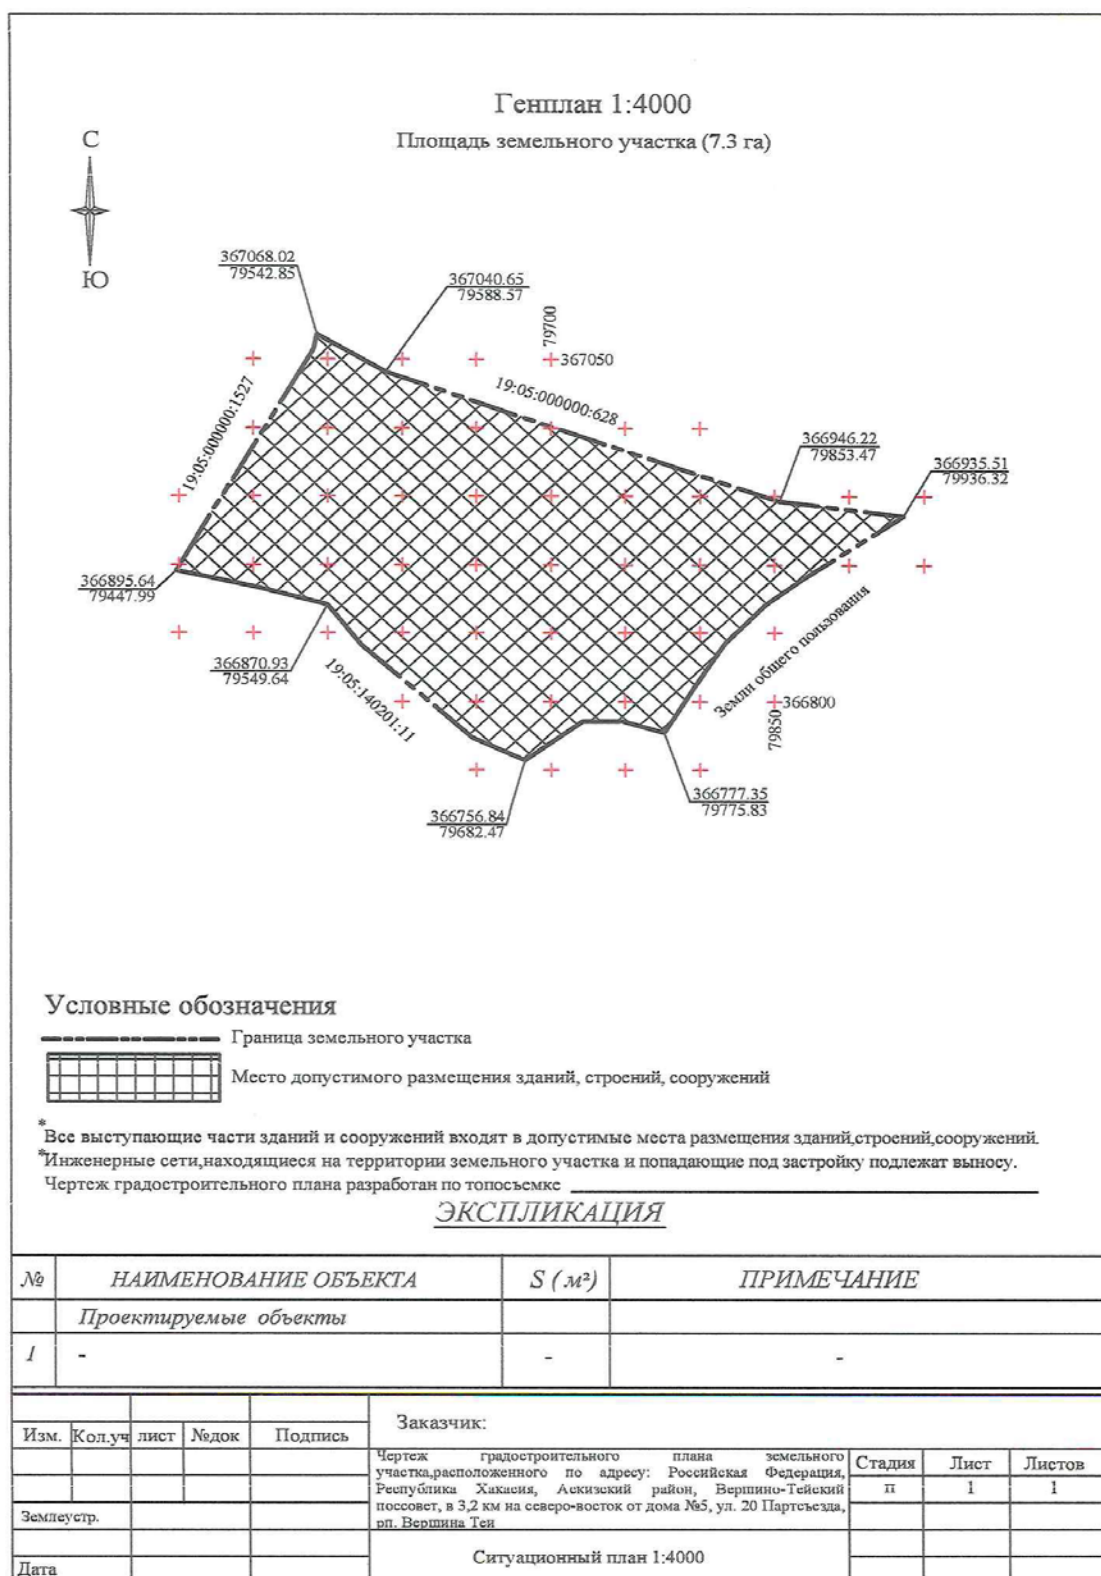 Генплан 1:4000
Площадь земельного участка (7.3 га)
С
Ю
367068.02
79542.85
367040.65
79588.57
79700
367050
19:05:000000:1527
19:05:000000:628
366946.22
79853.47
366935.51
79936.32
366895.64
79447.99
366870.93
79549.64
19:05:140201:11
Земли общего пользования
366800
79850
366777.35
79775.83
366756.84
79682.47
Условные обозначения
Граница земельного участка
Место допустимого размещения зданий, строений, сооружений
*Все выступающие части зданий и сооружений входят в допустимые места размещения зданий,строений,сооружений.
*Инженерные сети,находящиеся на территории земельного участка и попадающие под застройку подлежат выносу.
Чертеж градостроительного плана разработан по топосъемке
ЭКСПЛИКАЦИЯ
№ НАИМЕНОВАНИЕ ОБЪЕКТА S (м²) ПРИМЕЧАНИЕ
Проектируемые объекты
1 - - -
Заказчик:
Изм. Кол.уч лист №док Подпись
Чертеж градостроительного плана земельного
участка,расположенного по адресу: Российская Федерация,
Республика Хакасия, Аскизский район, Вершино-Тейский
поссовет, в 3,2 км на северо-восток от дома №5, ул. 20 Партсъезда,
рп. Вершина Теи
Стадия Лист Листов
п 1 1
Землеустр.
Ситуационный план 1:4000
Дата